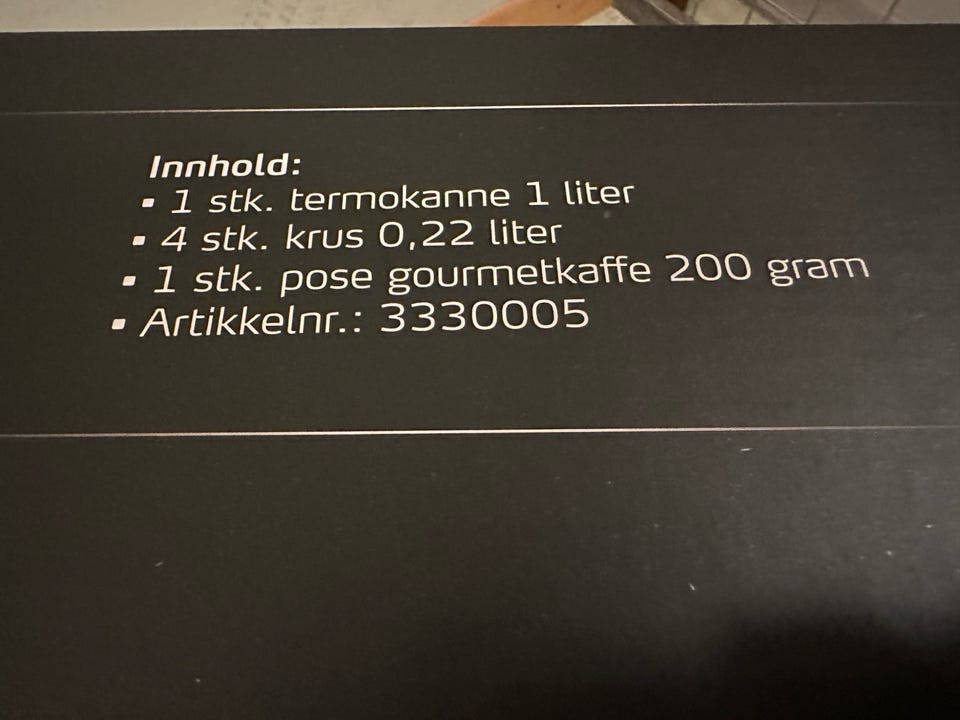 Innhold:
▪ 1 stk. termokanne 1 liter
▪ 4 stk. krus 0,22 liter
▪ 1 stk. pose gourmetkaffe 200 gram
▪ Artikkelnr.: 3330005